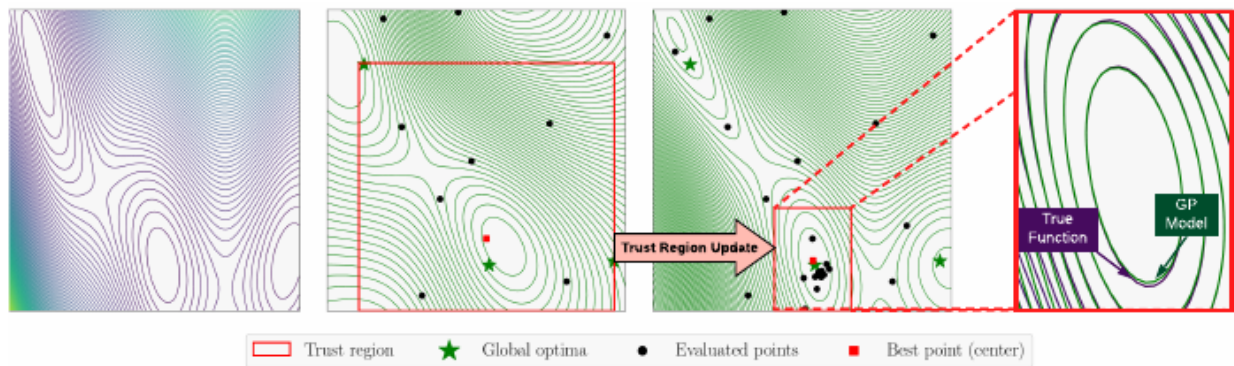 Trust Region Update
True
Function
GP
Model
Trust region
Global optima
Evaluated points
Best point (center)